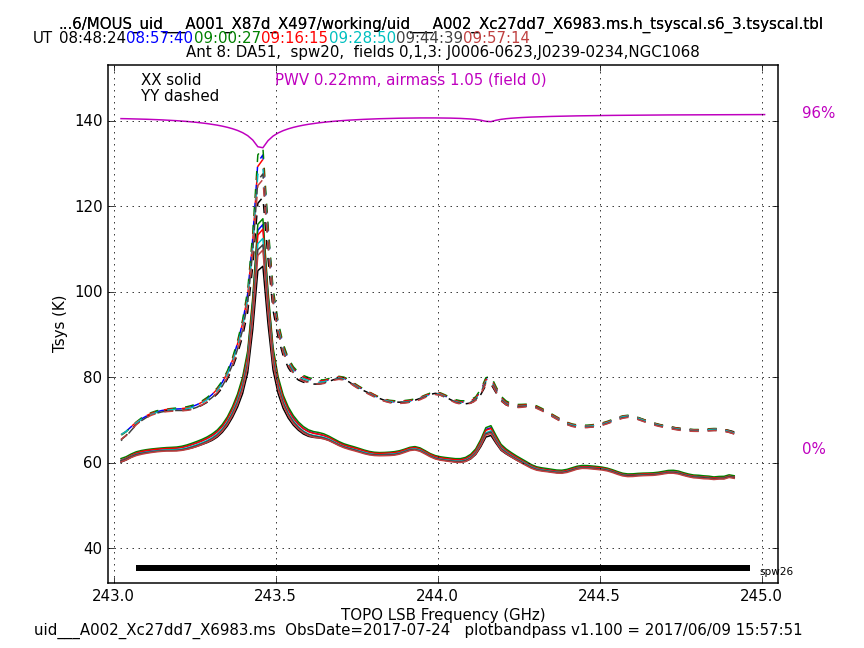 ...6/MOUS_uid___A001_X87d_X497/working/uid___A002_Xc27dd7_X6983.ms.h_tsyscal.s6_3.tsyscal.tbl
UT 08:48:24 08:57:40 09:00:27 09:16:15 09:28:50 09:44:39 09:57:14
Ant 8: DA51, spw20, fields 0,1,3: J0006-0623,J0239-0234,NGC1068
XX solid
PWV 0.22mm, airmass 1.05 (field 0)
YY dashed
96%
140
120
100
80
60
40
Tsys (K)
0%
spw26
243.0 243.5 244.0 244.5 245.0
TOPO LSB Frequency (GHz)
uid___A002_Xc27dd7_X6983.ms ObsDate=2017-07-24 plotbandpass v1.100 = 2017/06/09 15:57:51